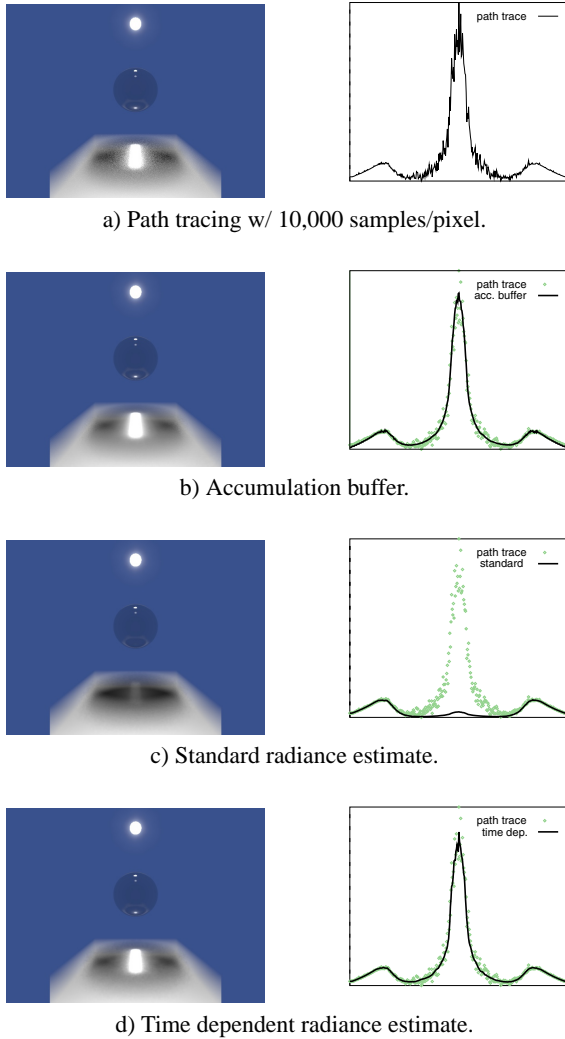 path trace
a) Path tracing w/ 10,000 samples/pixel.
path trace
acc. buffer
b) Accumulation buffer.
path trace
standard
c) Standard radiance estimate.
path trace
time dep.
d) Time dependent radiance estimate.